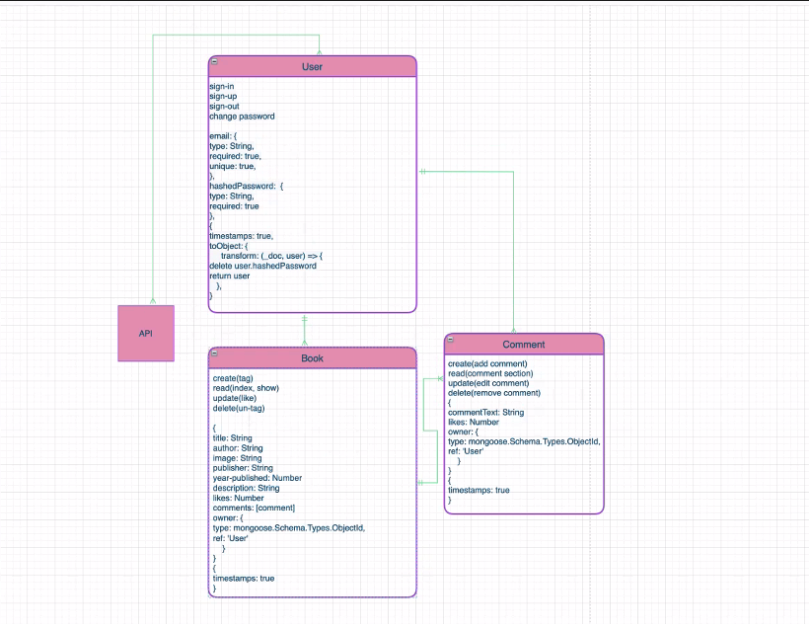 User
sign-in
sign-up
sign-out
change password
email: {
type: String,
required: true,
unique: true,
},
hashedPassword:  {
type: String,
required: true
},
{
timestamps: true,
toObject: {
transform: (_doc, user) => {
delete user.hashedPassword
return user
},
}
API
Book
create(tag)
read(index, show)
update(like)
delete(un-tag)
{
title: String
author: String
image: String
publisher: String
year-published: Number
description: String
likes: Number
comments: [comment]
owner: {
type: mongoose.Schema.Types.ObjectId,
ref: 'User'
}
}
{
timestamps: true
}
Comment
create(add comment)
read(comment section)
update(edit comment)
delete(remove comment)
{
commentText: String
likes: Number
owner: {
type: mongoose.Schema.Types.ObjectId,
ref: 'User'
}
}
{
timestamps: true
}